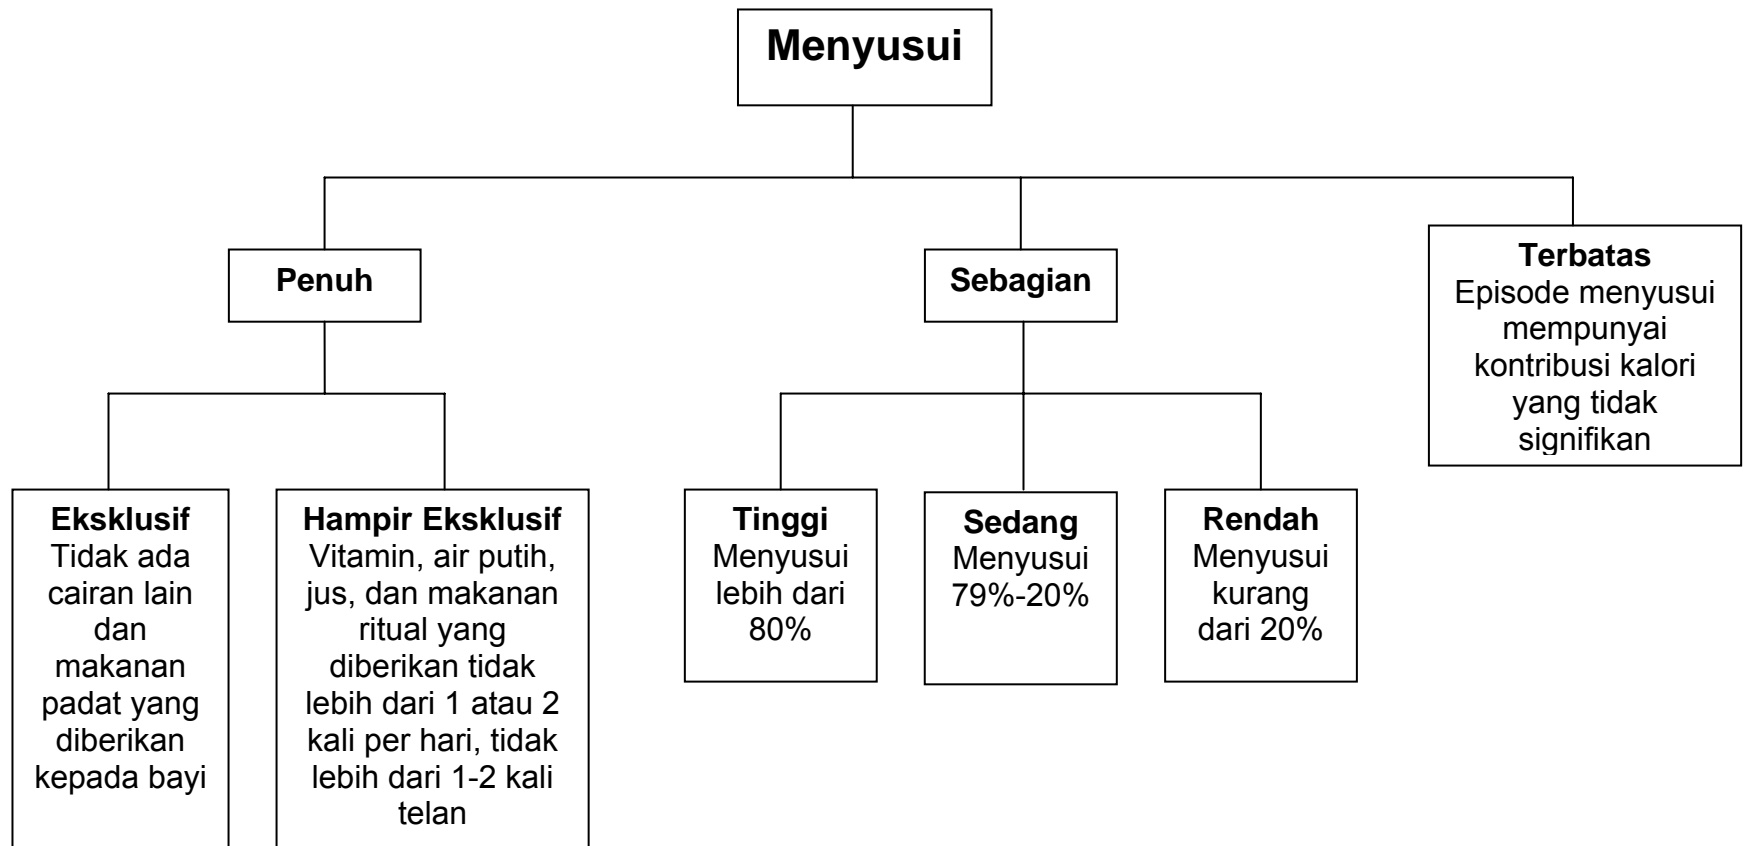 Menyusui
Penuh
Sebagian
Terbatas
Episode menyusui
mempunyai
kontribusi kalori
yang tidak
signifikan
Eksklusif
Tidak ada
cairan lain
dan
makanan
padat yang
diberikan
kepada bayi
Hampir Eksklusif
Vitamin, air putih,
jus, dan makanan
ritual yang
diberikan tidak
lebih dari 1 atau 2
kali per hari, tidak
lebih dari 1-2 kali
telan
Tinggi
Menyusui
lebih dari
80%
Sedang
Menyusui
79%-20%
Rendah
Menyusui
kurang
dari 20%